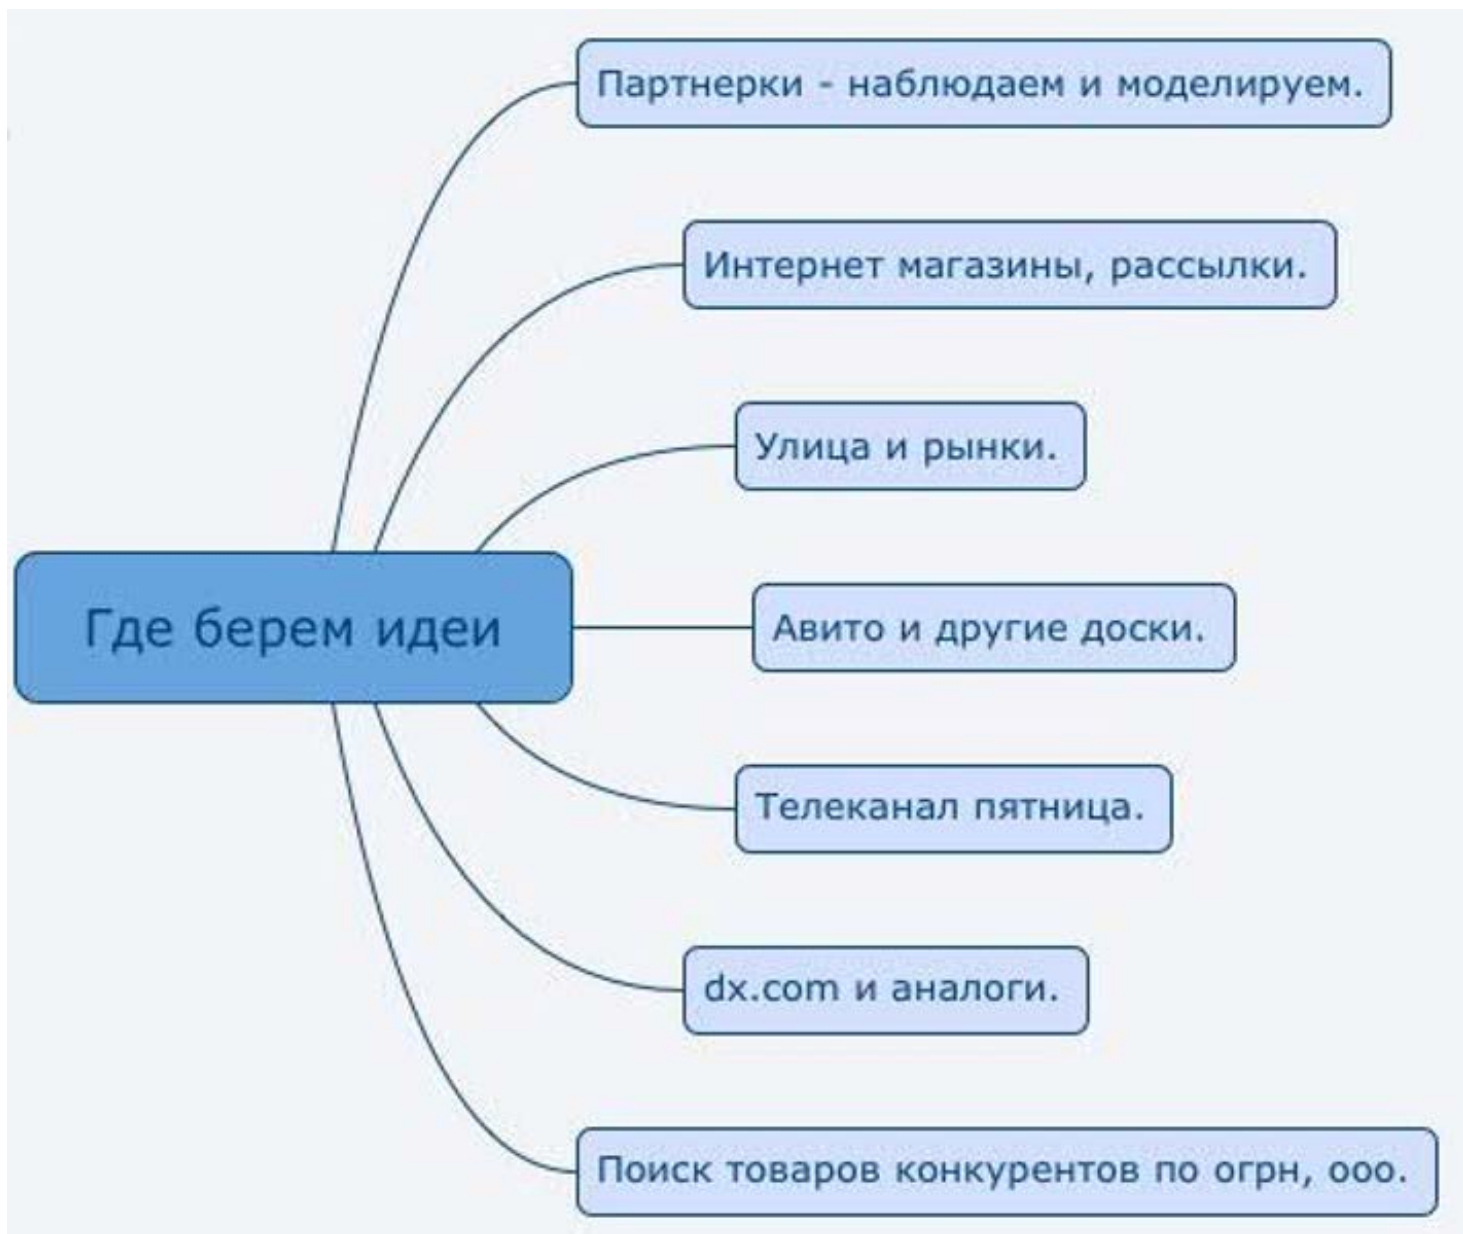 Партнерки - наблюдаем и моделируем.
Интернет магазины, рассылки.
Улица и рынки.
Где берем идеи
Авито и другие доски.
Телеканал пятница.
dx.com и аналоги.
Поиск товаров конкурентов по огрн, ооо.